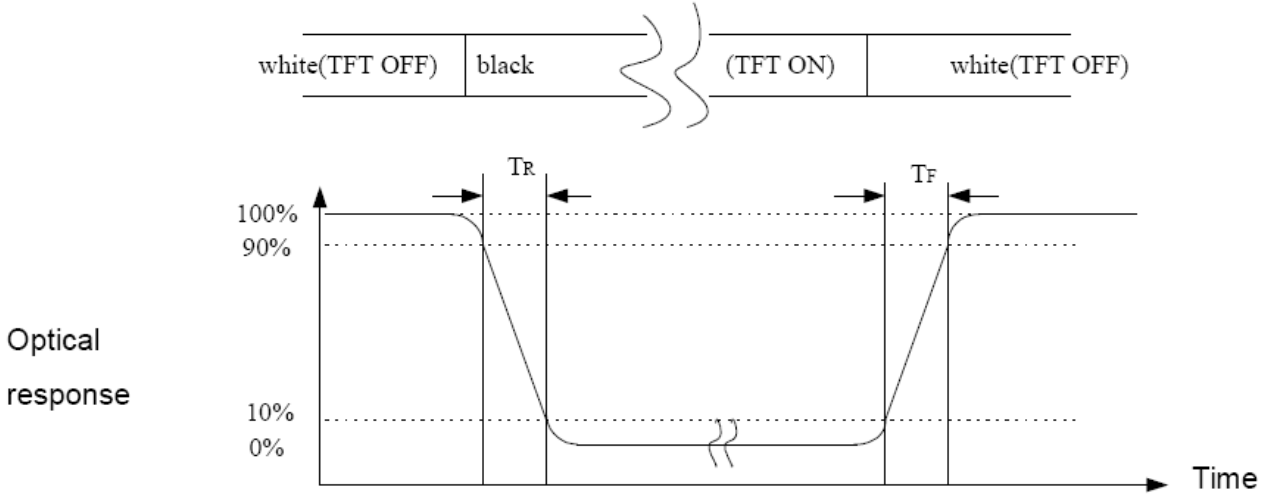 white(TFT OFF) black (TFT ON) white(TFT OFF)
TR TF
100%
90%
Optical
response
10%
0%
Time